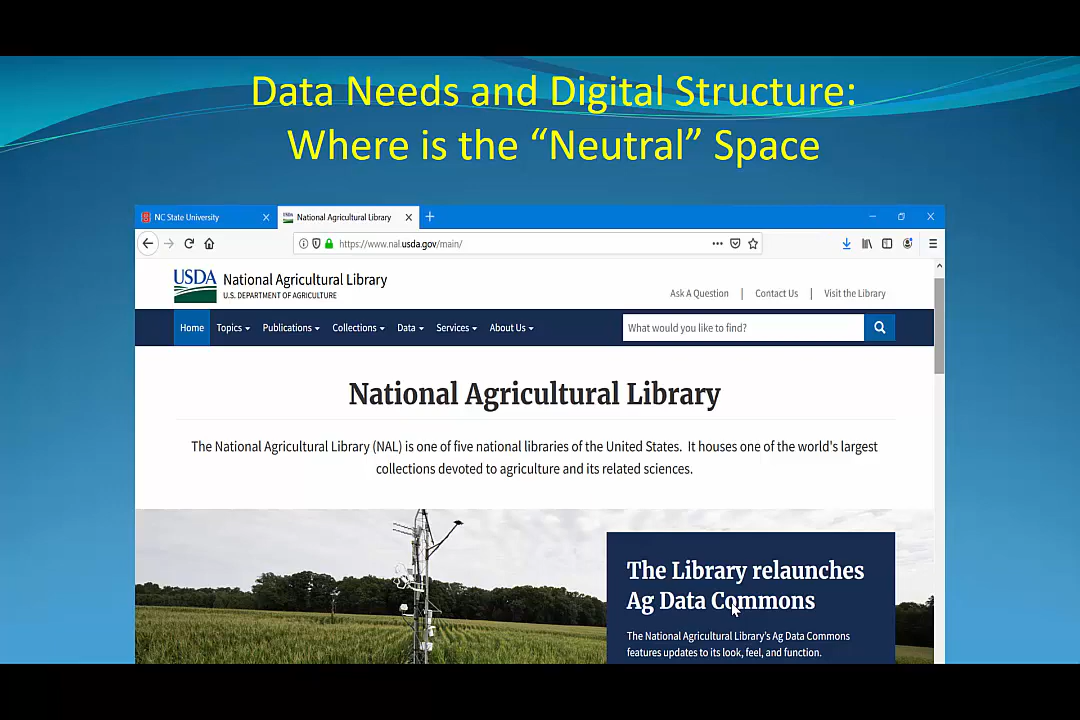 Data Needs and Digital Structure:
Where is the “Neutral” Space
NC State University
National Agricultural Library
https://www.nal.usda.gov/main/
USDA National Agricultural Library
U.S. DEPARTMENT OF AGRICULTURE
Ask A Question | Contact Us | Visit the Library
Home Topics Publications Collections Data Services About Us What would you like to find?
National Agricultural Library
The National Agricultural Library (NAL) is one of five national libraries of the United States. It houses one of the world's largest
collections devoted to agriculture and its related sciences.
The Library relaunches
Ag Data Commons
The National Agricultural Library's Ag Data Commons
features updates to its look, feel, and function.